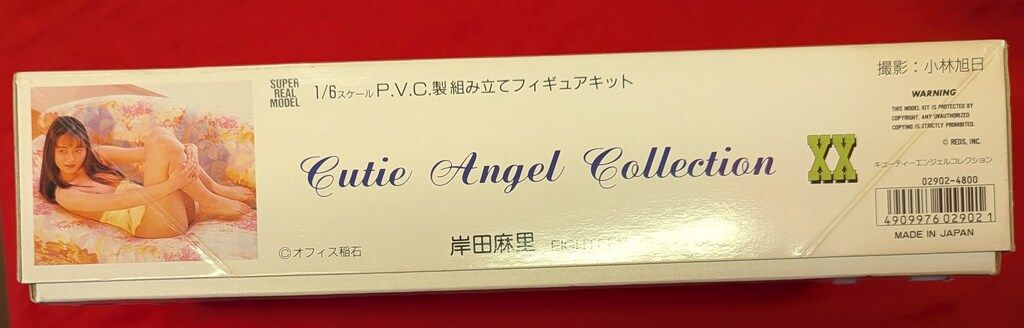 SUPER
REAL
MODEL
1/6スケール P.V.C.製 組み立てフィギュアキット
撮影：小林旭日
WARNING
THIS MODEL KIT IS PROTECTED BY
COPYRIGHT. ANY UNAUTHORIZED
COPYING IS STRICTLY PROHIBITED.
© REDS, INC.
Cutie Angel Collection XX
キューティーエンジェルコレクション
02902-4800
4909976 029021
MADE IN JAPAN
©オフィス稲石
岸田麻里